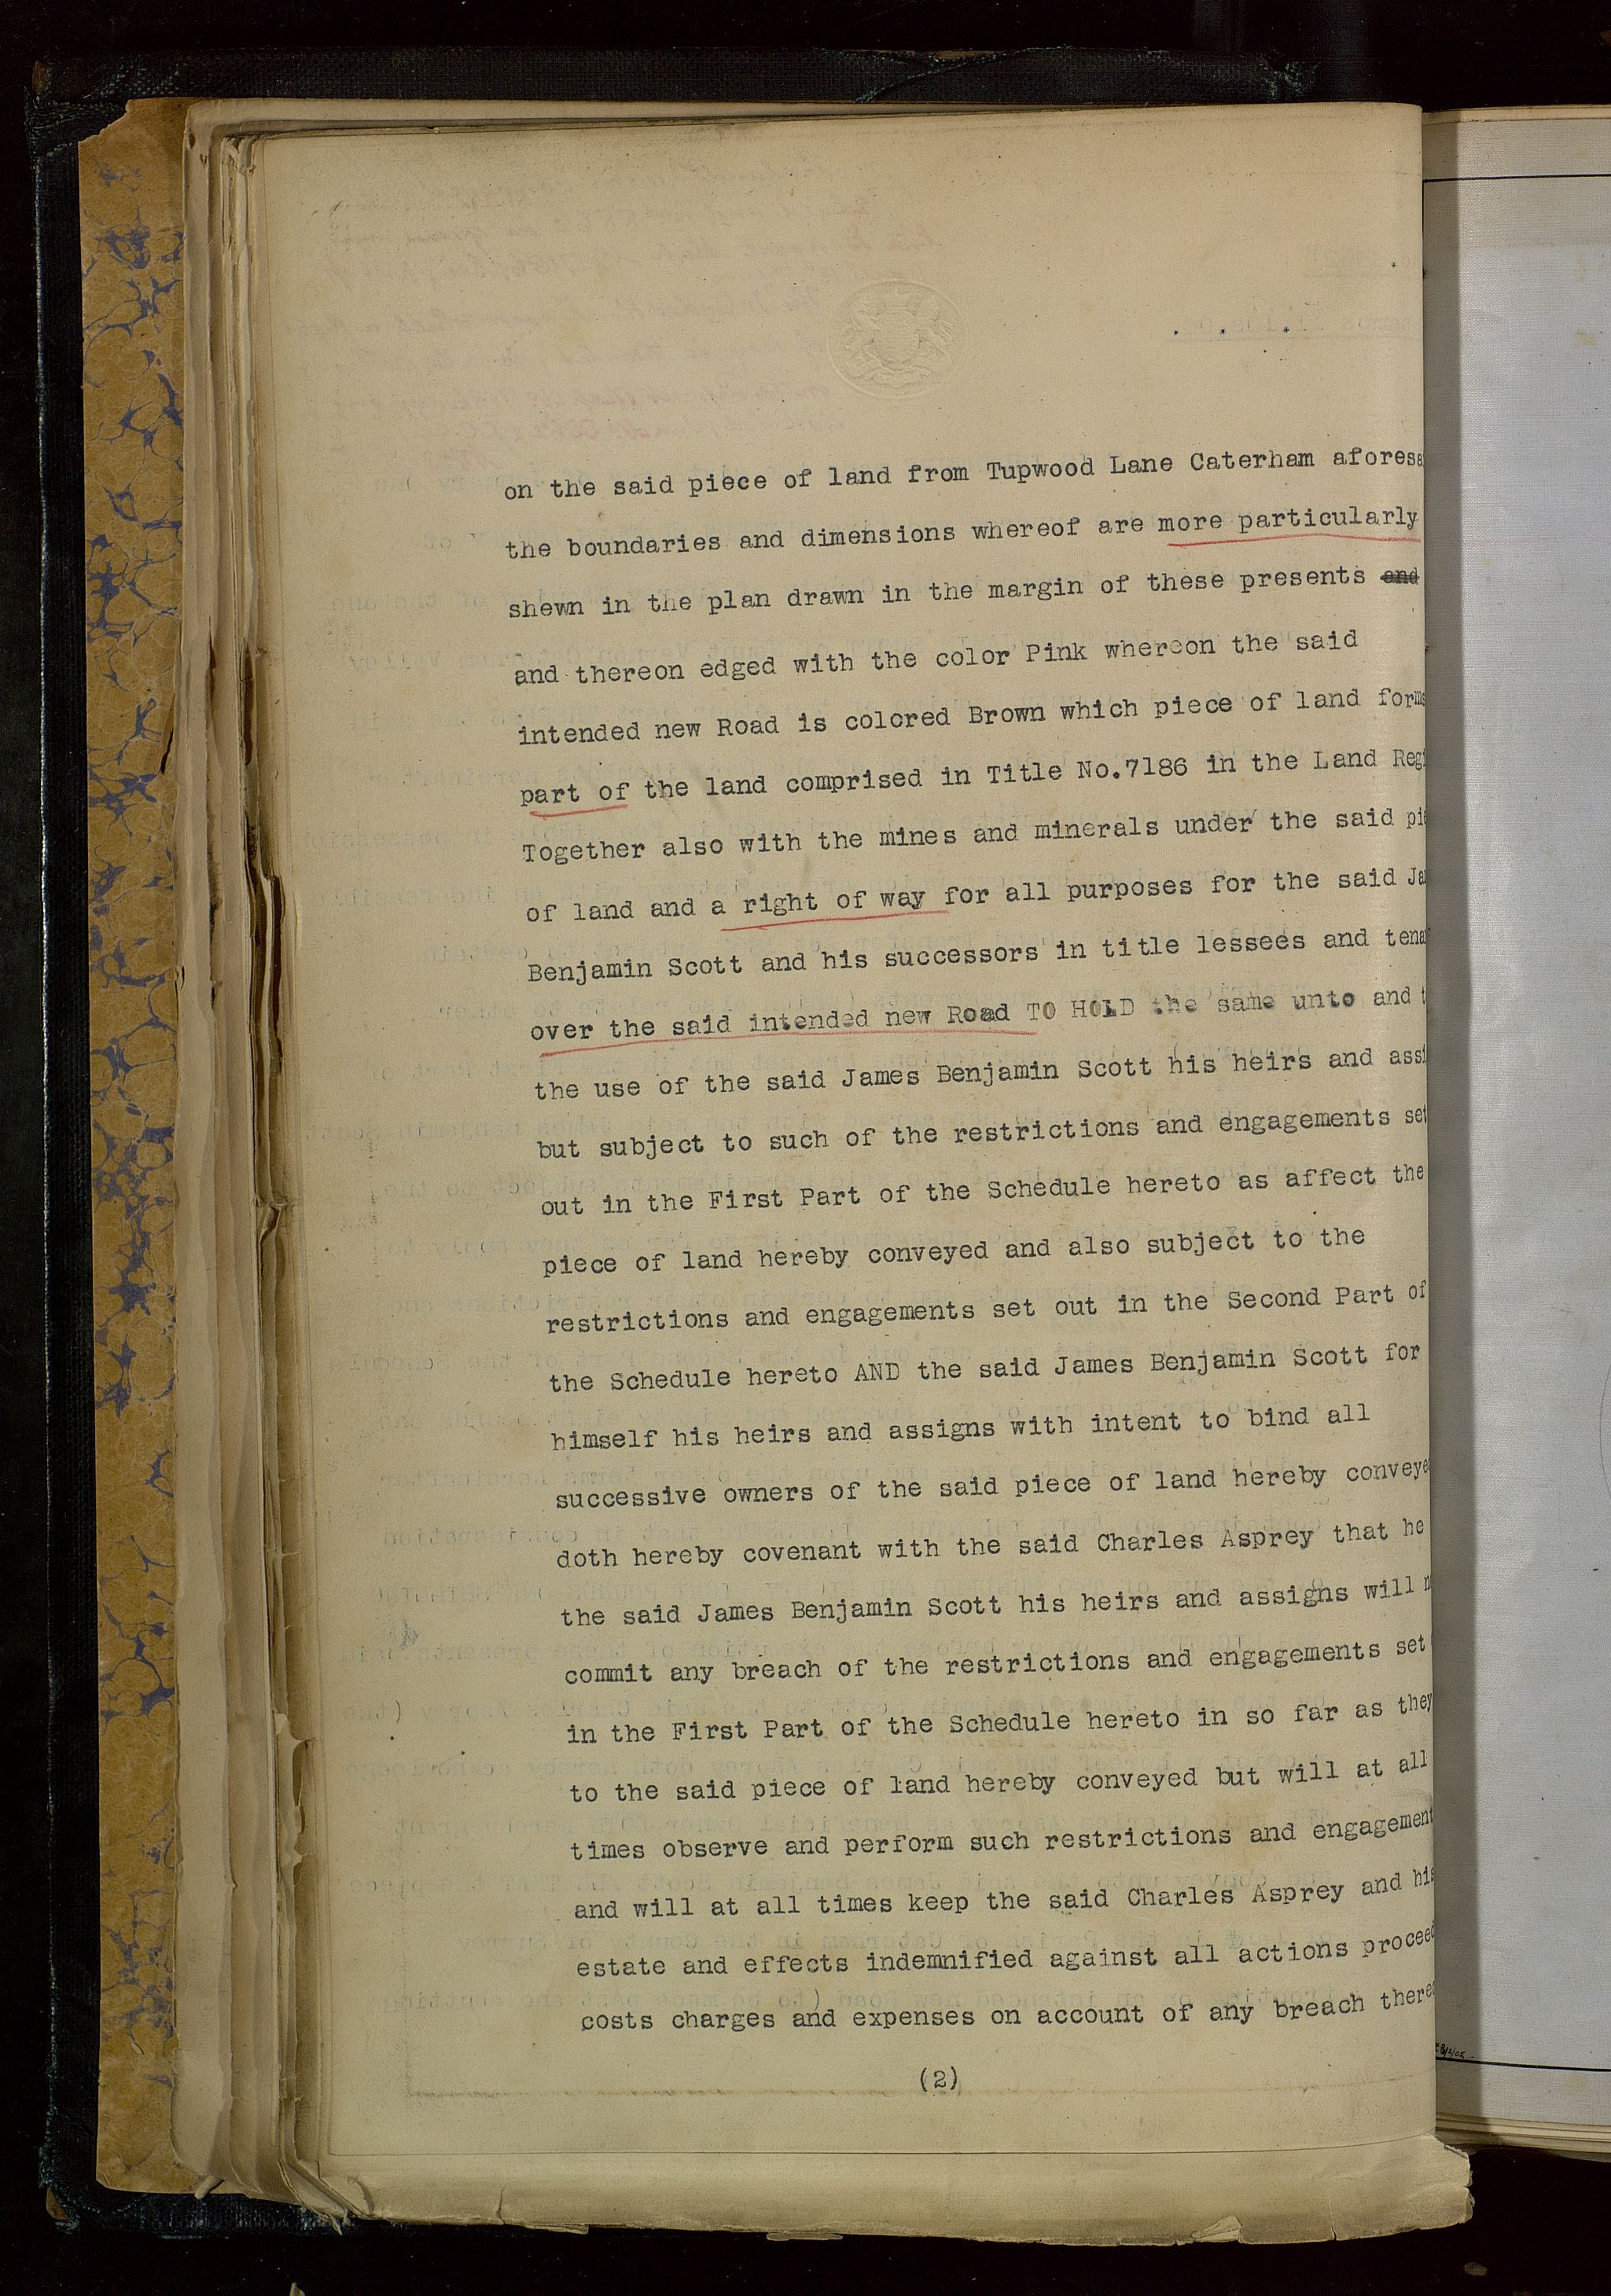 on the said piece of land from Tupwood Lane Caterham aforesa
the boundaries and dimensions whereof are more particularly
shewn in the plan drawn in the margin of these presents and
and thereon edged with the color Pink whereon the said
intended new Road is colored Brown which piece of land forms
part of the land comprised in Title No.7186 in the Land Regi
Together also with the mines and minerals under the said pie
of land and a right of way for all purposes for the said Jam
Benjamin Scott and his successors in title lessees and tenan
over the said intended new Road TO HOLD the same unto and t
the use of the said James Benjamin Scott his heirs and assi
but subject to such of the restrictions and engagements set
out in the First Part of the Schedule hereto as affect the
piece of land hereby conveyed and also subject to the
restrictions and engagements set out in the Second Part of
the Schedule hereto AND the said James Benjamin Scott for
himself his heirs and assigns with intent to bind all
successive owners of the said piece of land hereby conveyed
doth hereby covenant with the said Charles Asprey that he
the said James Benjamin Scott his heirs and assigns will n
commit any breach of the restrictions and engagements set
in the First Part of the Schedule hereto in so far as they
to the said piece of land hereby conveyed but will at all
times observe and perform such restrictions and engagement
and will at all times keep the said Charles Asprey and his
estate and effects indemnified against all actions proceed
costs charges and expenses on account of any breach thereo
(2)